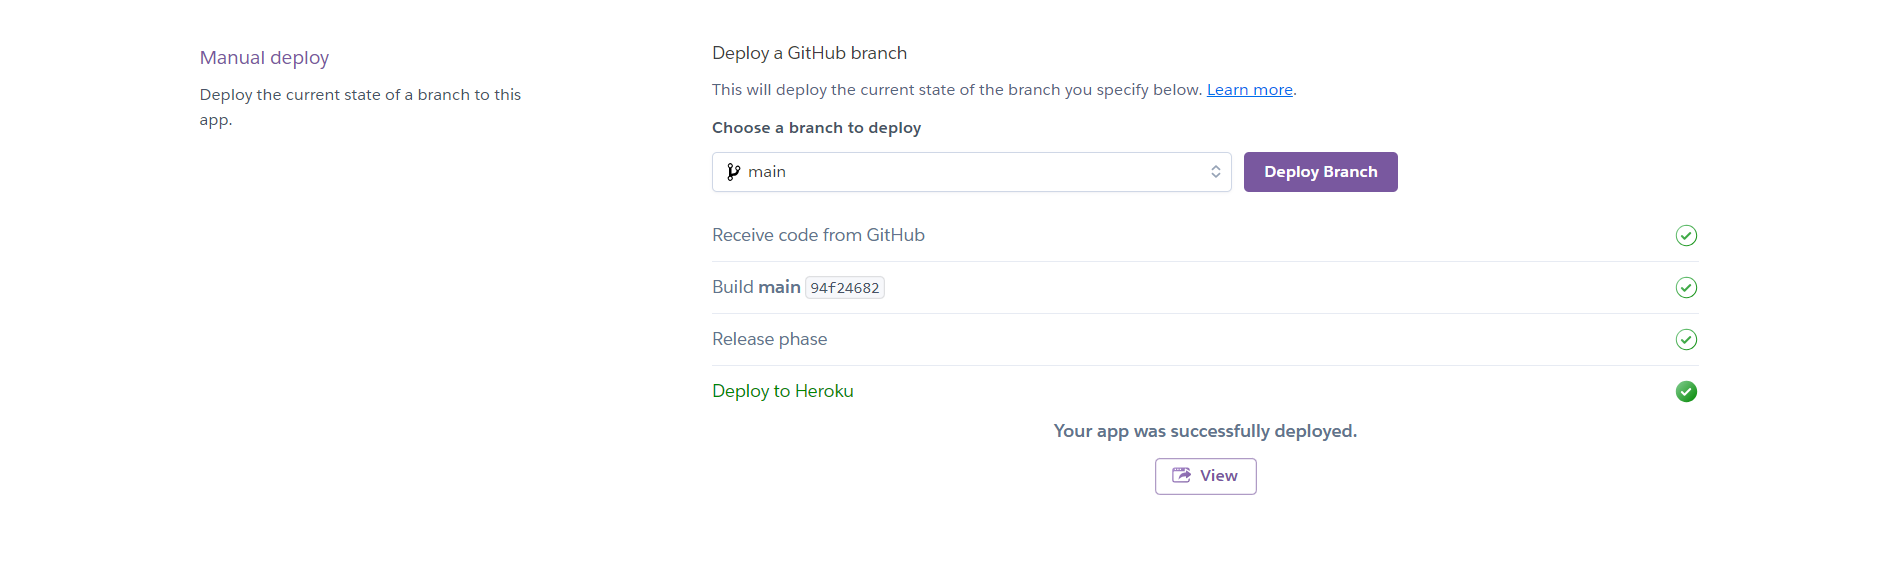 Manual deploy
Deploy the current state of a branch to this
app.
Deploy a GitHub branch
This will deploy the current state of the branch you specify below. Learn more.
Choose a branch to deploy
main
Deploy Branch
Receive code from GitHub
Build main 94f24682
Release phase
Deploy to Heroku
Your app was successfully deployed.
View